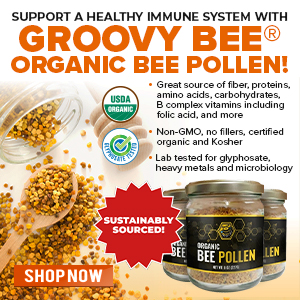 SUPPORT A HEALTHY IMMUNE SYSTEM WITH
GROOVY BEE®
ORGANIC BEE POLLEN!
USDA
ORGANIC
GLYPHOSATE TESTED
• Great source of fiber, proteins,
amino acids, carbohydrates,
B complex vitamins including
folic acid, and more
• Non-GMO, no fillers, certified
organic and Kosher
• Lab tested for glyphosate,
heavy metals and microbiology
SUSTAINABLY
SOURCED!
ORGANIC
BEE POLLEN
SHOP NOW